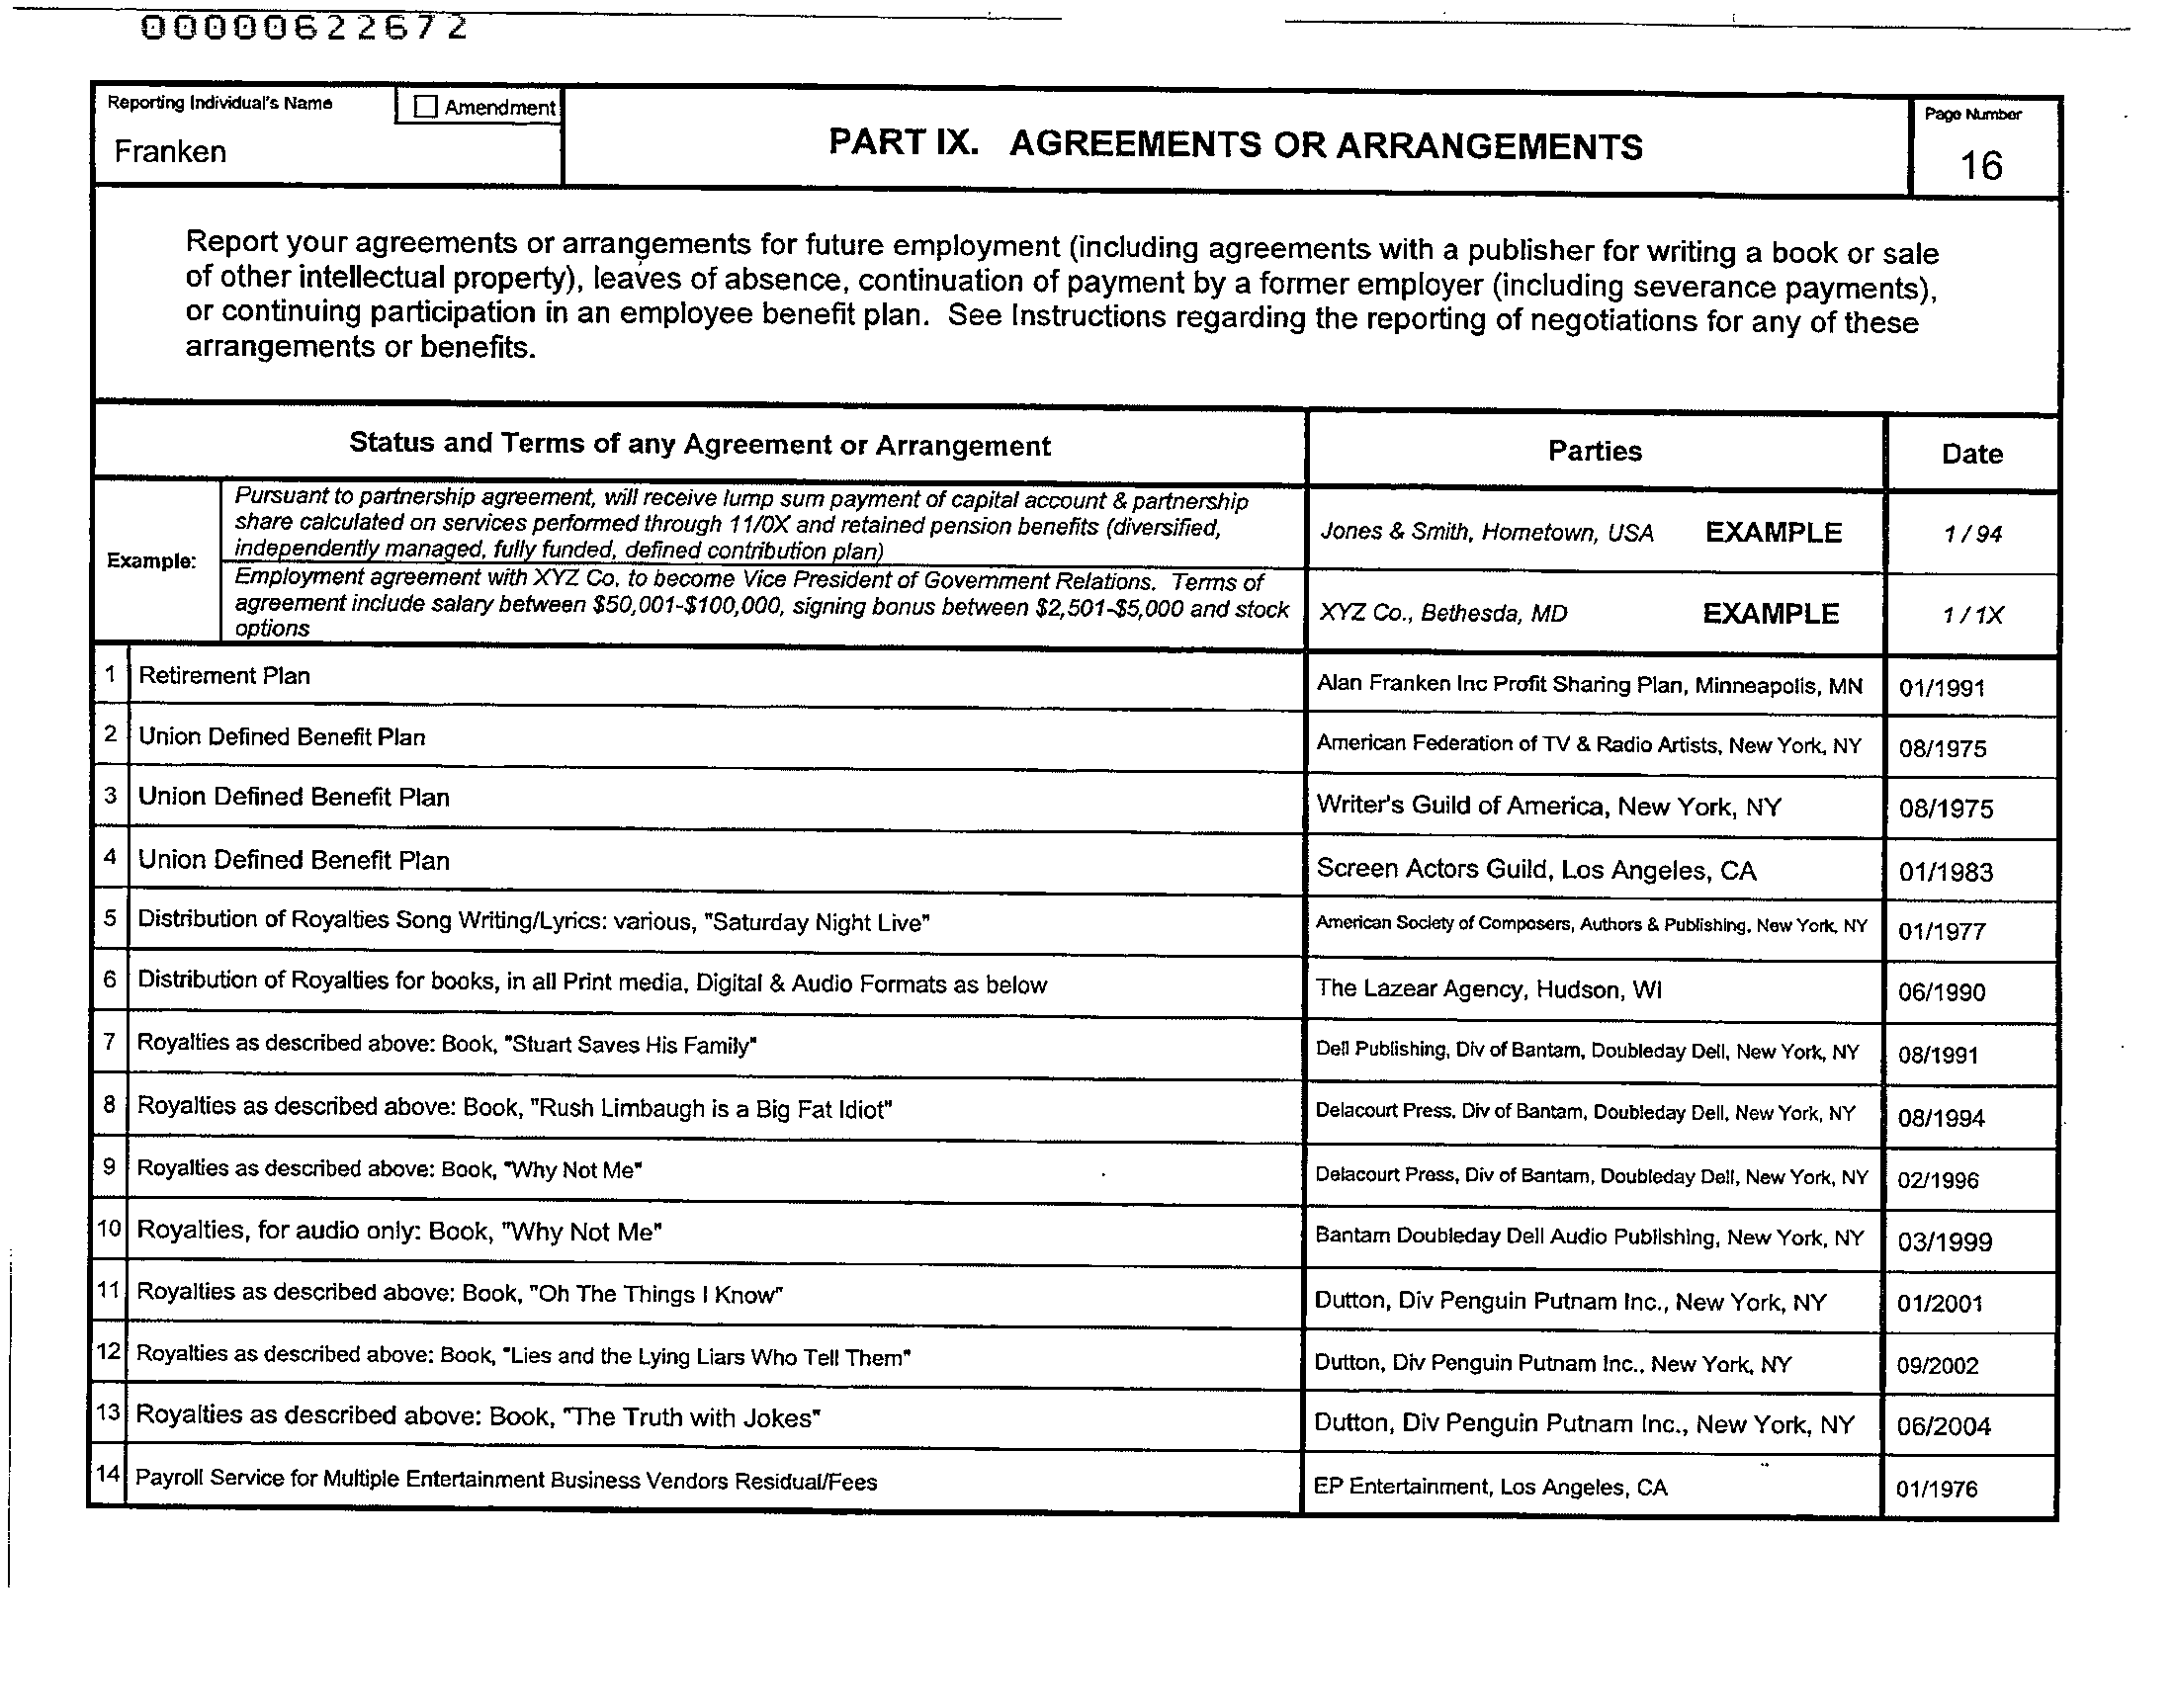 00000622672
Reporting Individual's Name
Amendment
Franken
PART IX. AGREEMENTS OR ARRANGEMENTS
Page Number
16
Report your agreements or arrangements for future employment (including agreements with a publisher for writing a book or sale
of other intellectual property), leaves of absence, continuation of payment by a former employer (including severance payments),
or continuing participation in an employee benefit plan. See Instructions regarding the reporting of negotiations for any of these
arrangements or benefits.
Status and Terms of any Agreement or Arrangement
Parties
Date
Example:
Pursuant to partnership agreement, will receive lump sum payment of capital account & partnership
share calculated on services performed through 11/0X and retained pension benefits (diversified,
independently managed, fully funded, defined contribution plan)
Jones & Smith, Hometown, USA EXAMPLE 1 / 94
Employment agreement with XYZ Co. to become Vice President of Government Relations. Terms of
agreement include salary between $50,001-$100,000, signing bonus between $2,501-$5,000 and stock
options
XYZ Co., Bethesda, MD EXAMPLE 1 / 1X
1 Retirement Plan Alan Franken Inc Profit Sharing Plan, Minneapolis, MN 01/1991
2 Union Defined Benefit Plan American Federation of TV & Radio Artists, New York, NY 08/1975
3 Union Defined Benefit Plan Writer's Guild of America, New York, NY 08/1975
4 Union Defined Benefit Plan Screen Actors Guild, Los Angeles, CA 01/1983
5 Distribution of Royalties Song Writing/Lyrics: various, "Saturday Night Live" American Society of Composers, Authors & Publishing, New York, NY 01/1977
6 Distribution of Royalties for books, in all Print media, Digital & Audio Formats as below The Lazear Agency, Hudson, WI 06/1990
7 Royalties as described above: Book, "Stuart Saves His Family" Dell Publishing, Div of Bantam, Doubleday Dell, New York, NY 08/1991
8 Royalties as described above: Book, "Rush Limbaugh is a Big Fat Idiot" Delacourt Press, Div of Bantam, Doubleday Dell, New York, NY 08/1994
9 Royalties as described above: Book, "Why Not Me" Delacourt Press, Div of Bantam, Doubleday Dell, New York, NY 02/1996
10 Royalties, for audio only: Book, "Why Not Me" Bantam Doubleday Dell Audio Publishing, New York, NY 03/1999
11 Royalties as described above: Book, "Oh The Things I Know" Dutton, Div Penguin Putnam Inc., New York, NY 01/2001
12 Royalties as described above: Book, "Lies and the Lying Liars Who Tell Them" Dutton, Div Penguin Putnam Inc., New York, NY 09/2002
13 Royalties as described above: Book, "The Truth with Jokes" Dutton, Div Penguin Putnam Inc., New York, NY 06/2004
14 Payroll Service for Multiple Entertainment Business Vendors Residual/Fees EP Entertainment, Los Angeles, CA 01/1976